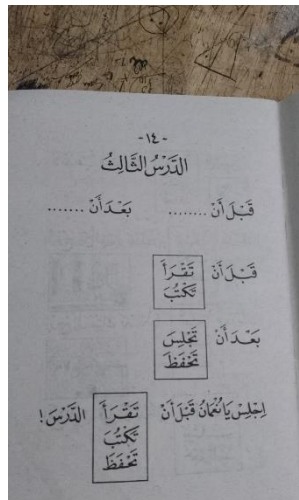 -١٤-
الدَّرْسُ الثَّالِثُ
قَبْلَ أَنْ ........ بَعْدَ أَنْ .......
قَبْلَ أَنْ تَقْرَأَ
تَكْتُبَ
بَعْدَ أَنْ تَجْلِسَ
تَحْفَظَ
اِجْلِسْ يَا نُعْمَانُ قَبْلَ أَنْ تَقْرَأَ الدَّرْسَ!
تَكْتُبَ
تَحْفَظَ